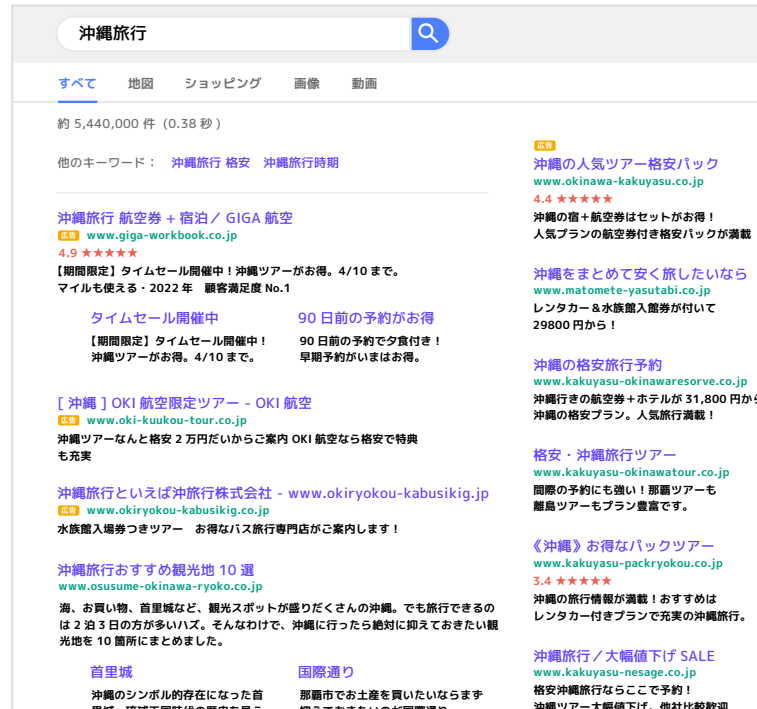 沖縄旅行
すべて 地図 ショッピング 画像 動画
約 5,440,000 件 (0.38 秒 )
他のキーワード： 沖縄旅行 格安 沖縄旅行時期
沖縄旅行 航空券 + 宿泊／ GIGA 航空
広告 www.giga-workbook.co.jp
4.9 ★★★★★
【期間限定】タイムセール開催中！沖縄ツアーがお得。4/10 まで。
マイルも使える・2022 年 顧客満足度 No.1
タイムセール開催中
【期間限定】タイムセール開催中！
沖縄ツアーがお得。4/10 まで。
90 日前の予約がお得
90 日前の予約で夕食付き！
早期予約がいまはお得。
[ 沖縄 ] OKI 航空限定ツアー – OKI 航空
広告 www.oki-kuukou-tour.co.jp
沖縄ツアーなんと格安 2 万円だいからご案内 OKI 航空なら格安で特典
も充実
沖縄旅行といえば沖旅行株式会社 - www.okiryokou-kabusikig.jp
広告 www.okiryokou-kabusikig.co.jp
水族館入場券つきツアー お得なバス旅行専門店がご案内します！
沖縄旅行おすすめ観光地 10 選
www.osusume-okinawa-ryoko.co.jp
海、お買い物、首里城など、観光スポットが盛りだくさんの沖縄。でも旅行できるの
は 2 泊 3 日の方が多いハズ。そんなわけで、沖縄に行ったら絶対に抑えておきたい観
光地を 10 箇所にまとめました。
首里城
沖縄のシンボル的存在になった首
国際通り
那覇市でお土産を買いたいならまず
広告
沖縄の人気ツアー格安パック
www.okinawa-kakuyasu.co.jp
4.4 ★★★★★
沖縄の宿＋航空券はセットがお得！
人気プランの航空券付き格安パックが満載
沖縄をまとめて安く旅したいなら
www.matomete-yasutabi.co.jp
レンタカー＆水族館入館券が付いて
29800 円から！
沖縄の格安旅行予約
www.kakuyasu-okinawaresorve.co.jp
沖縄行きの航空券＋ホテルが 31,800 円か
沖縄の格安プラン。人気旅行満載！
格安・沖縄旅行ツアー
www.kakuyasu-okinawatour.co.jp
間際の予約にも強い！那覇ツアーも
離島ツアーもプラン豊富です。
《沖縄》お得なパックツアー
www.kakuyasu-packryokou.co.jp
3.4 ★★★★★
沖縄の旅行情報が満載！おすすめは
レンタカー付きプランで充実の沖縄旅行。
沖縄旅行／大幅値下げ SALE
www.kakuyasu-nesage.co.jp
格安沖縄旅行ならここで予約！
沖縄ツアー大幅値下げ。他社比較歓迎